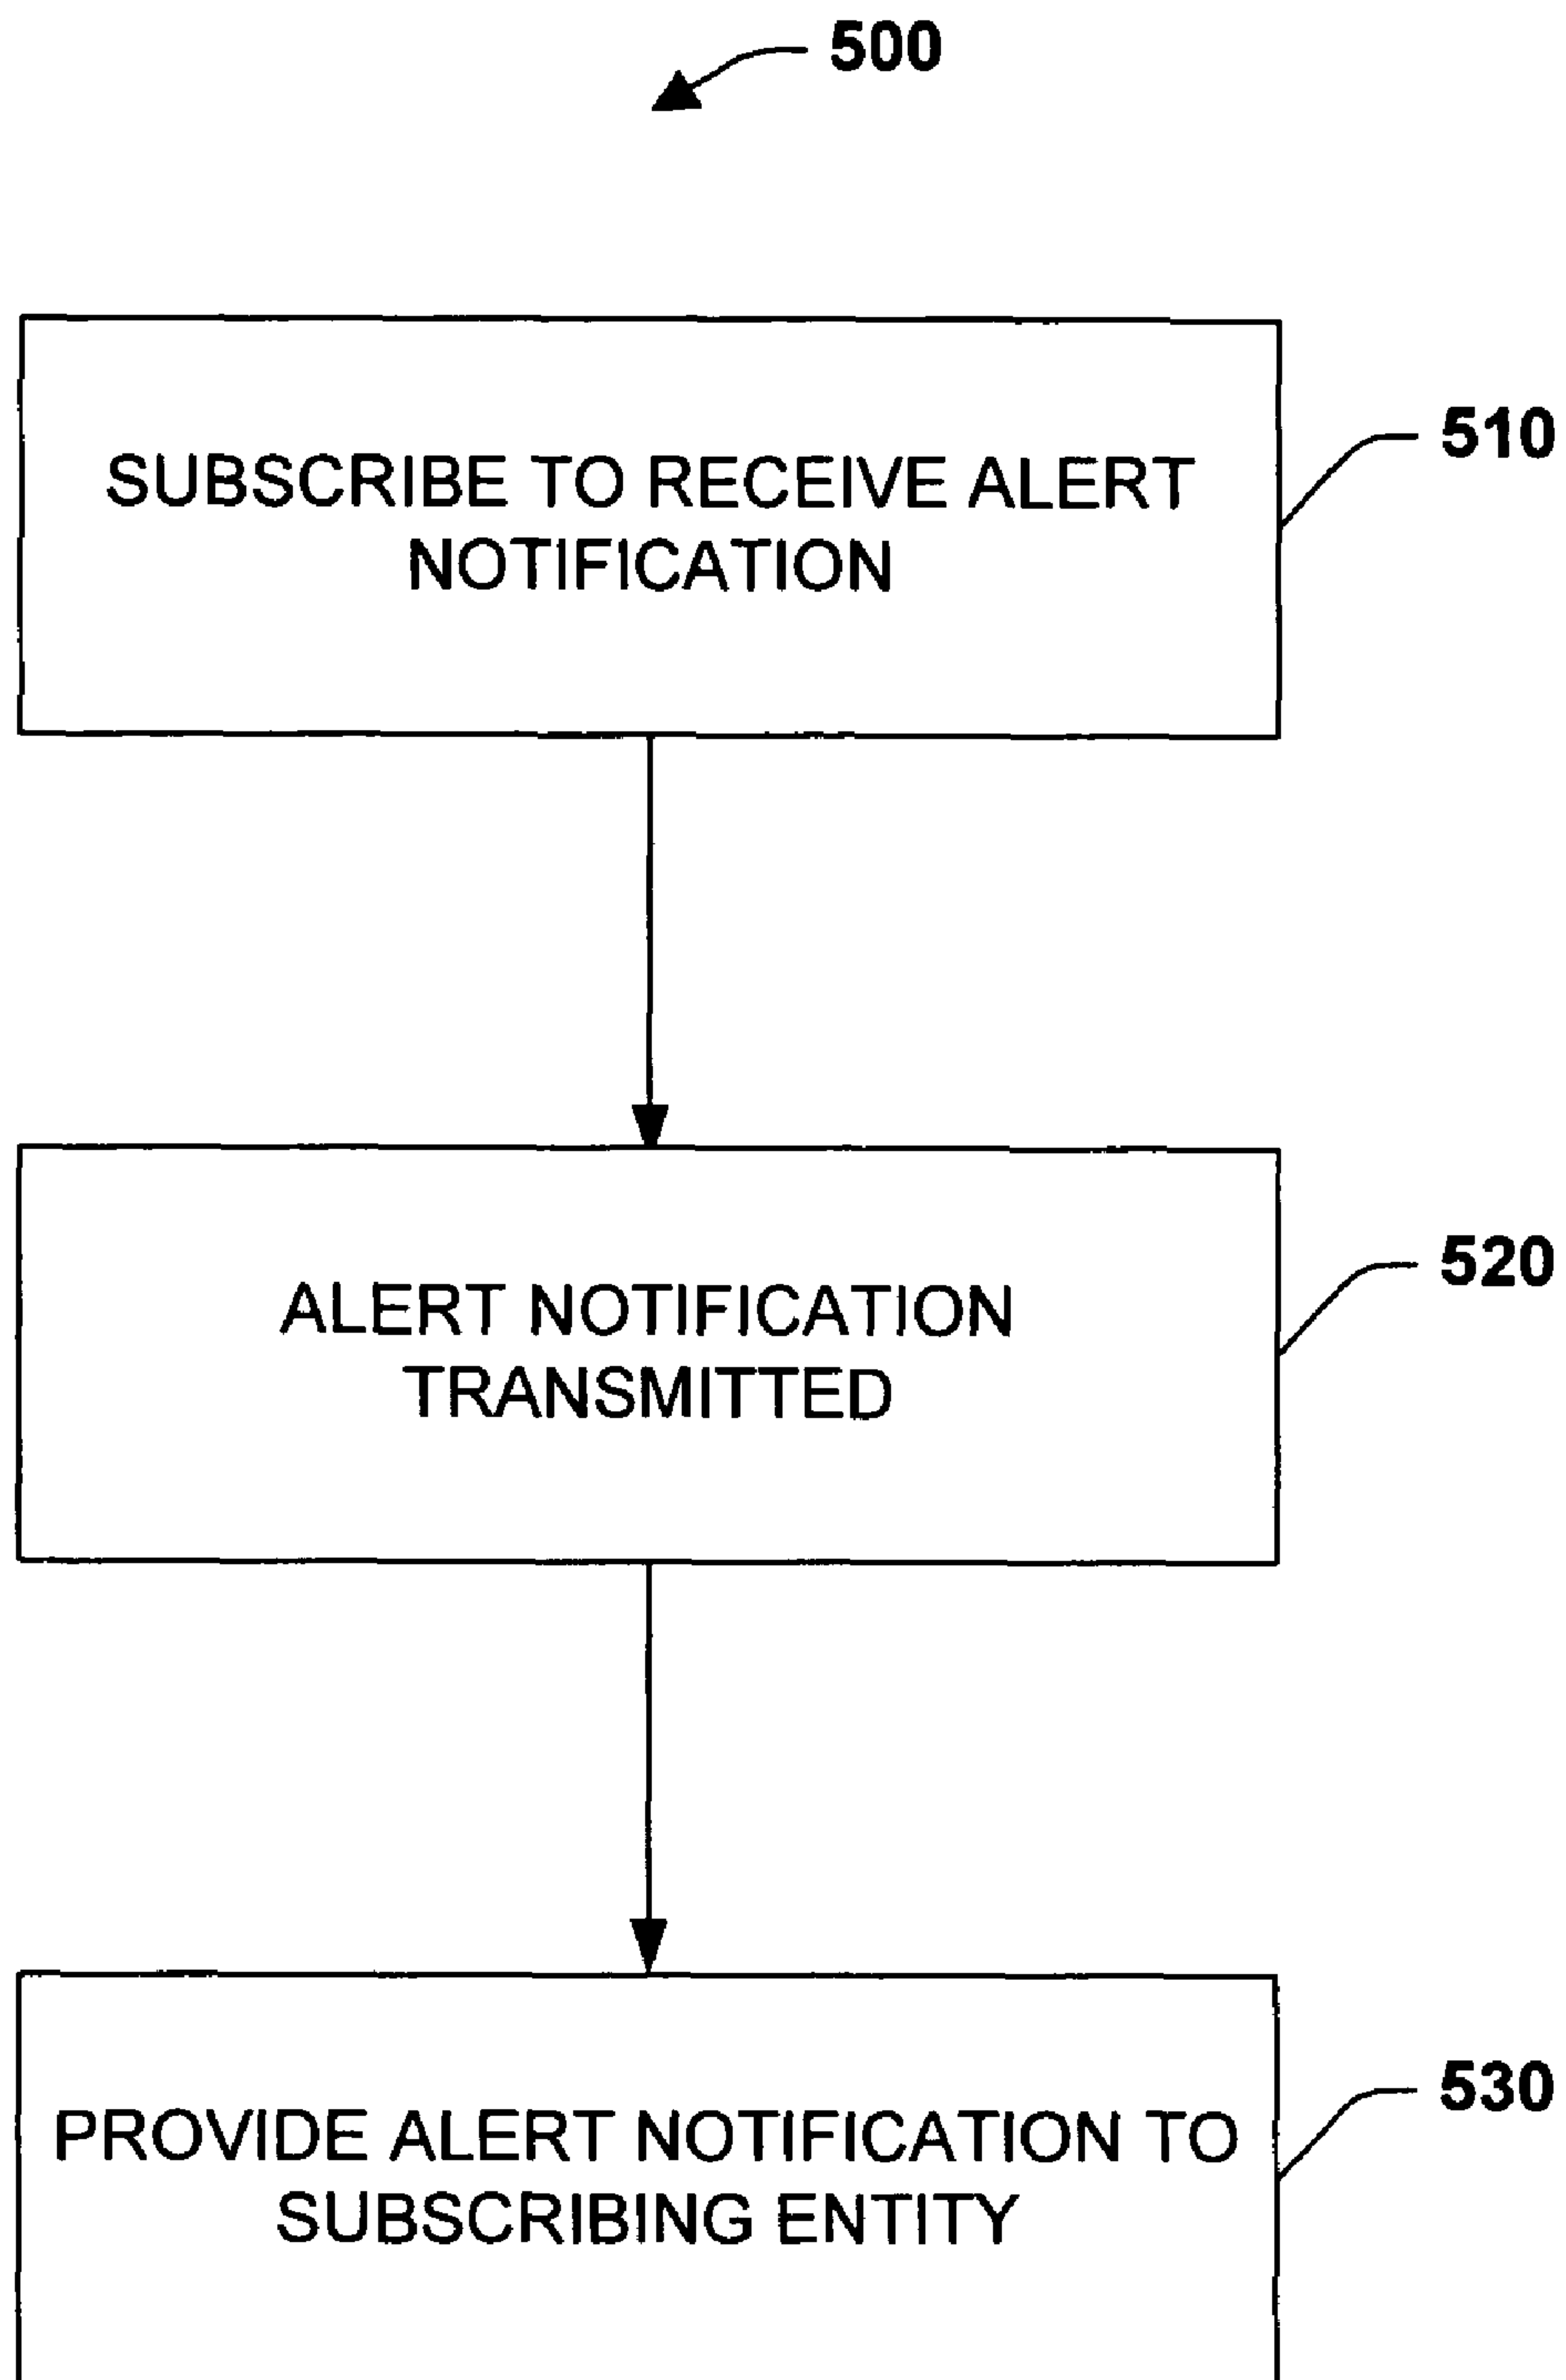 500
SUBSCRIBE TO RECEIVE ALERT
NOTIFICATION
510
ALERT NOTIFICATION
TRANSMITTED
520
PROVIDE ALERT NOTIFICATION TO
SUBSCRIBING ENTITY
530